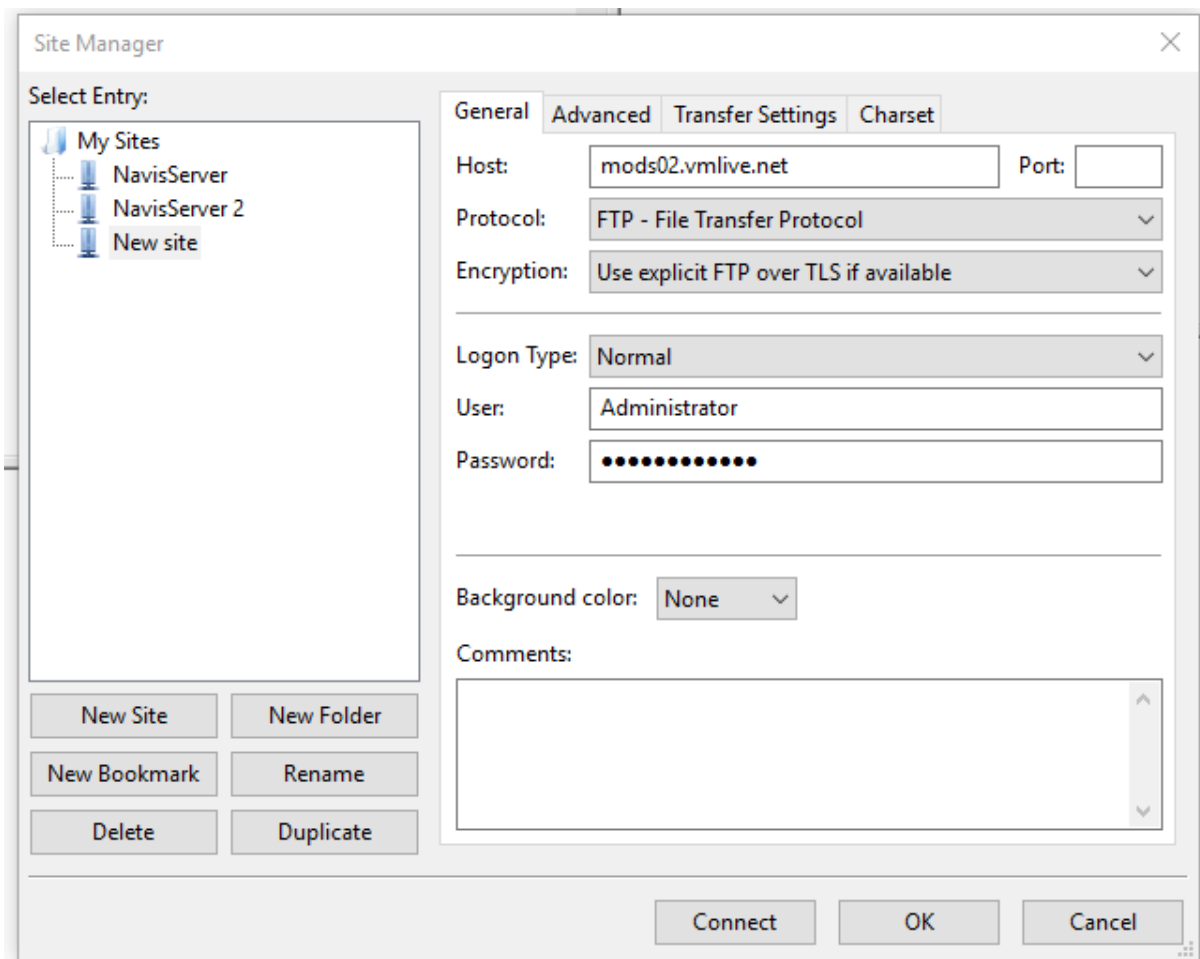 Site Manager
Select Entry:
My Sites
NavisServer
NavisServer 2
New site
New Site
New Folder
New Bookmark
Rename
Delete
Duplicate
General
Advanced
Transfer Settings
Charset
Host:
mods02.vmlive.net
Port:
Protocol:
FTP - File Transfer Protocol
Encryption:
Use explicit FTP over TLS if available
Logon Type:
Normal
User:
Administrator
Password:
●●●●●●●●●●●●
Background color:
None
Comments:
Connect
OK
Cancel